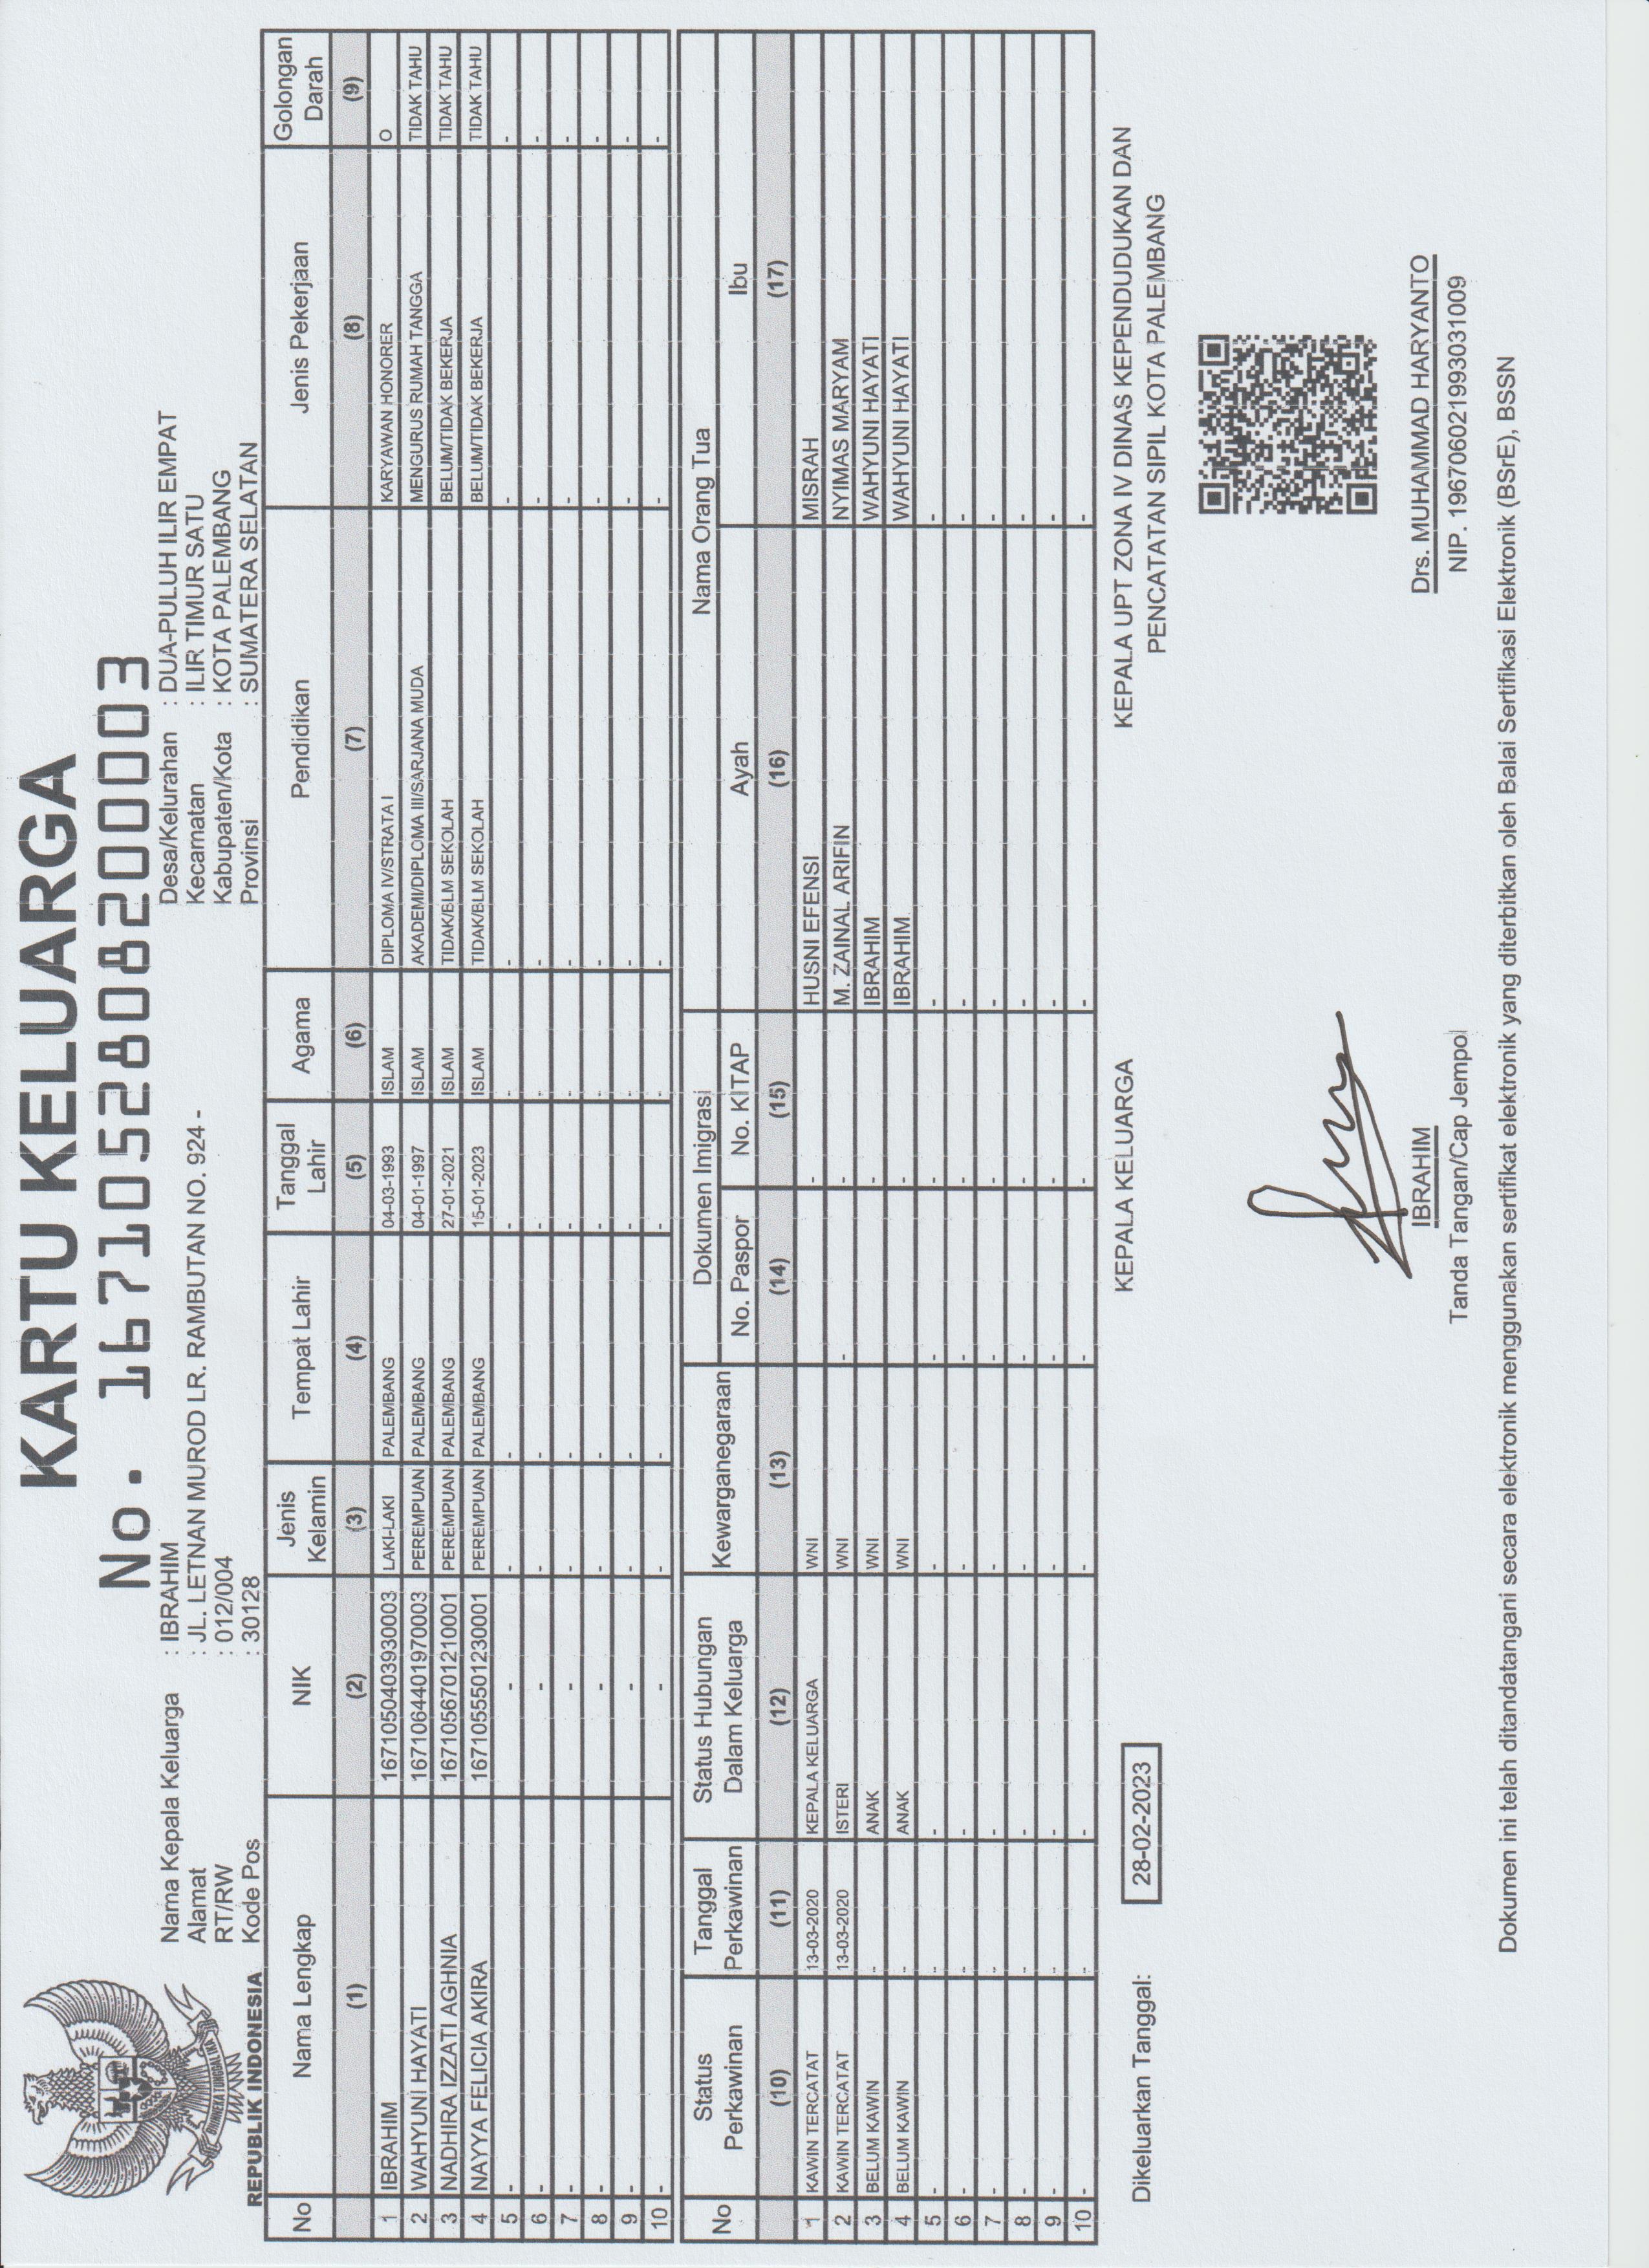 KARTU KELUARGA
No. 1671052808200003
BHINNEKA TUNGGAL IKA
REPUBLIK INDONESIA
Nama Kepala Keluarga : IBRAHIM
Alamat : JL. LETNAN MUROD LR. RAMBUTAN NO. 924 -
RT/RW : 012/004
Kode Pos : 30128
Desa/Kelurahan : DUA-PULUH ILIR EMPAT
Kecamatan : ILIR TIMUR SATU
Kabupaten/Kota : KOTA PALEMBANG
Provinsi : SUMATERA SELATAN
No Nama Lengkap NIK Jenis Kelamin Tempat Lahir Tanggal Lahir Agama Pendidikan Jenis Pekerjaan Golongan Darah
(1) (2) (3) (4) (5) (6) (7) (8) (9)
1 IBRAHIM 1671050403930003 LAKI-LAKI PALEMBANG 04-03-1993 ISLAM DIPLOMA IV/STRATA I KARYAWAN HONORER O
2 WAHYUNI HAYATI 1671064401970003 PEREMPUAN PALEMBANG 04-01-1997 ISLAM AKADEMI/DIPLOMA III/SARJANA MUDA MENGURUS RUMAH TANGGA TIDAK TAHU
3 NADHIRA IZZATI AGHNIA 1671056701210001 PEREMPUAN PALEMBANG 27-01-2021 ISLAM TIDAK/BLM SEKOLAH BELUM/TIDAK BEKERJA TIDAK TAHU
4 NAYYA FELICIA AKIRA 1671055501230001 PEREMPUAN PALEMBANG 15-01-2023 ISLAM TIDAK/BLM SEKOLAH BELUM/TIDAK BEKERJA TIDAK TAHU
5 - - - - - - - - -
6 - - - - - - - - -
7 - - - - - - - - -
8 - - - - - - - - -
9 - - - - - - - - -
10 - - - - - - - - -
No Status Perkawinan Tanggal Perkawinan Status Hubungan Dalam Keluarga Kewarganegaraan Dokumen Imigrasi Nama Orang Tua
No. Paspor No. KITAP Ayah Ibu
(10) (11) (12) (13) (14) (15) (16) (17)
1 KAWIN TERCATAT 13-03-2020 KEPALA KELUARGA WNI - HUSNI EFENSI MISRAH
2 KAWIN TERCATAT 13-03-2020 ISTERI WNI - - M. ZAINAL ARIFIN NYIMAS MARYAM
3 BELUM KAWIN - ANAK WNI - IBRAHIM WAHYUNI HAYATI
4 BELUM KAWIN - ANAK WNI - IBRAHIM WAHYUNI HAYATI
5 - - - - - - - -
6 - - - - - - - -
7 - - - - - - - -
8 - - - - - - - -
9 - - - - - - - -
10 - - - - - - - -
Dikeluarkan Tanggal: 28-02-2023
KEPALA KELUARGA
IBRAHIM
Tanda Tangan/Cap Jempol
KEPALA UPT ZONA IV DINAS KEPENDUDUKAN DAN
PENCATATAN SIPIL KOTA PALEMBANG
Drs. MUHAMMAD HARYANTO
NIP. 196706021993031009
Dokumen ini telah ditandatangani secara elektronik menggunakan sertifikat elektronik yang diterbitkan oleh Balai Sertifikasi Elektronik (BSrE), BSSN